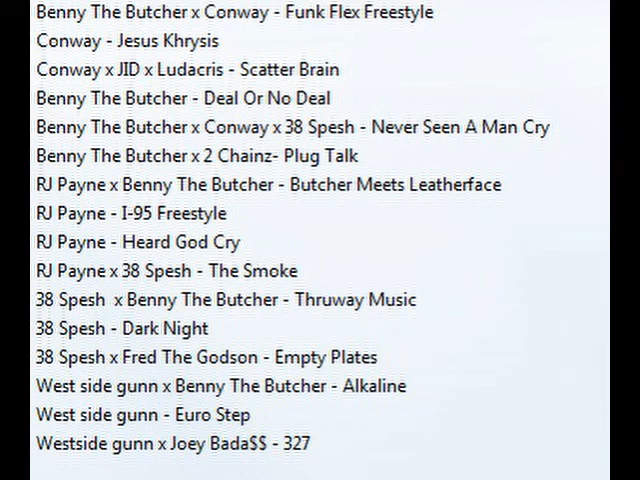 Benny The Butcher x Conway - Funk Flex Freestyle
Conway - Jesus Khrysis
Conway x JID x Ludacris - Scatter Brain
Benny The Butcher - Deal Or No Deal
Benny The Butcher x Conway x 38 Spesh - Never Seen A Man Cry
Benny The Butcher x 2 Chainz- Plug Talk
RJ Payne x Benny The Butcher - Butcher Meets Leatherface
RJ Payne - I-95 Freestyle
RJ Payne - Heard God Cry
RJ Payne x 38 Spesh - The Smoke
38 Spesh  x Benny The Butcher - Thruway Music
38 Spesh - Dark Night
38 Spesh x Fred The Godson - Empty Plates
West side gunn x Benny The Butcher - Alkaline
West side gunn - Euro Step
Westside gunn x Joey Bada$$ - 327